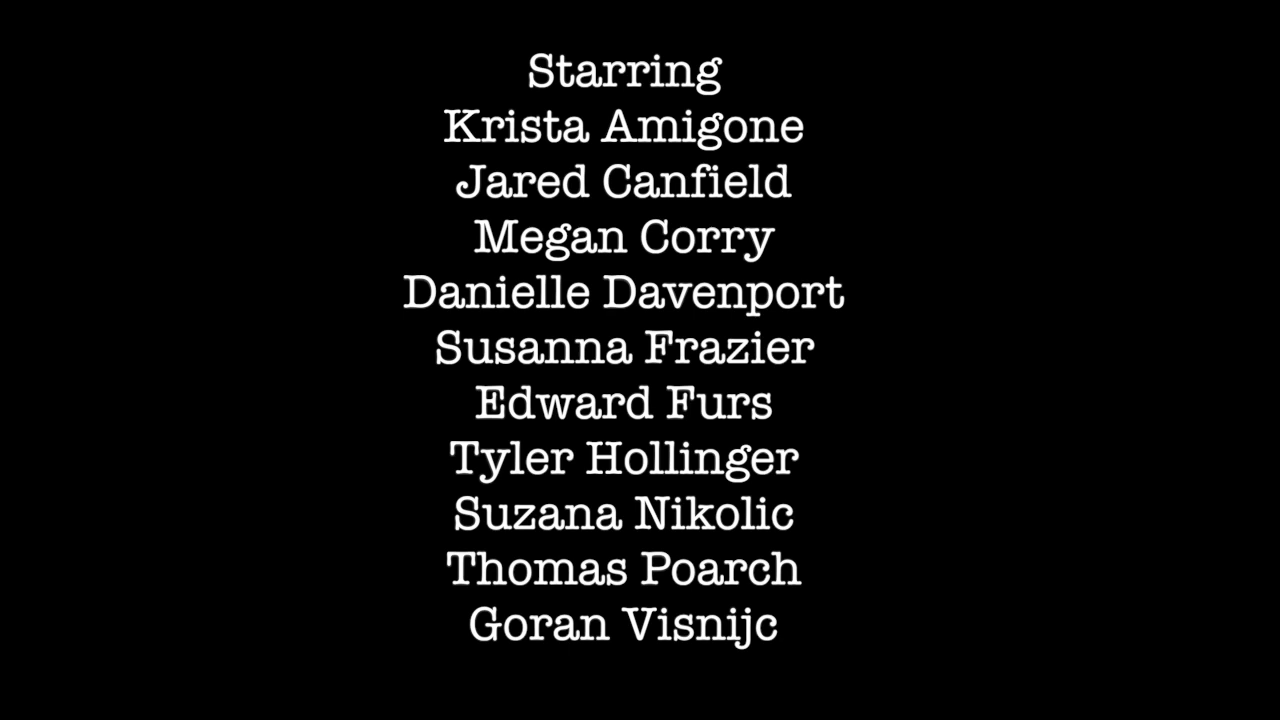 Starring
Krista Amigone
Jared Canfield
Megan Corry
Danielle Davenport
Susanna Frazier
Edward Furs
Tyler Hollinger
Suzana Nikolic
Thomas Poarch
Goran Visnijc